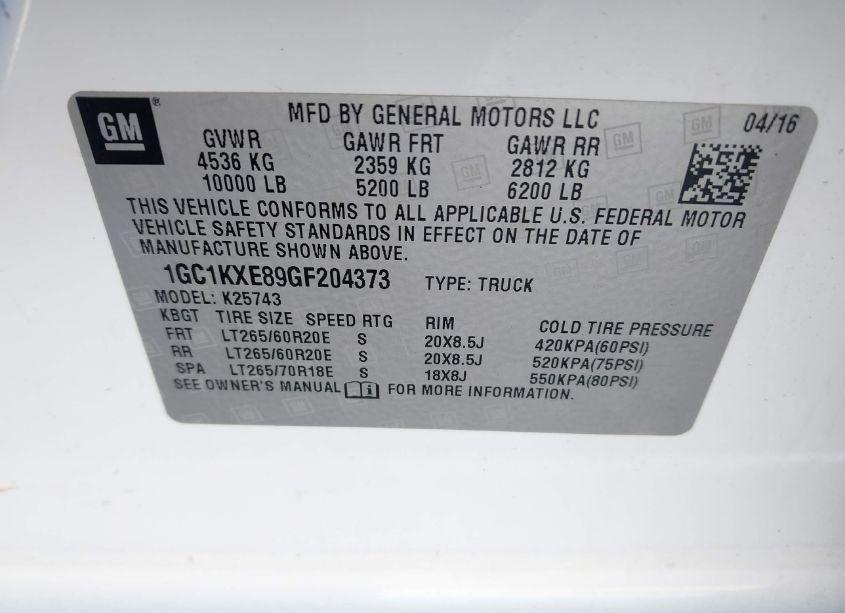 GM
MFD BY GENERAL MOTORS LLC 04/16
GVWR GAWR FRT GAWR RR
4536 KG 2359 KG 2812 KG
10000 LB 5200 LB 6200 LB
THIS VEHICLE CONFORMS TO ALL APPLICABLE U.S. FEDERAL MOTOR
VEHICLE SAFETY STANDARDS IN EFFECT ON THE DATE OF
MANUFACTURE SHOWN ABOVE.
1GC1KXE89GF204373 TYPE: TRUCK
MODEL: K25743
KBGT TIRE SIZE SPEED RTG RIM COLD TIRE PRESSURE
FRT LT265/60R20E S 20X8.5J 420KPA(60PSI)
RR LT265/60R20E S 20X8.5J 520KPA(75PSI)
SPA LT265/70R18E S 18X8J 550KPA(80PSI)
SEE OWNER'S MANUAL i FOR MORE INFORMATION.